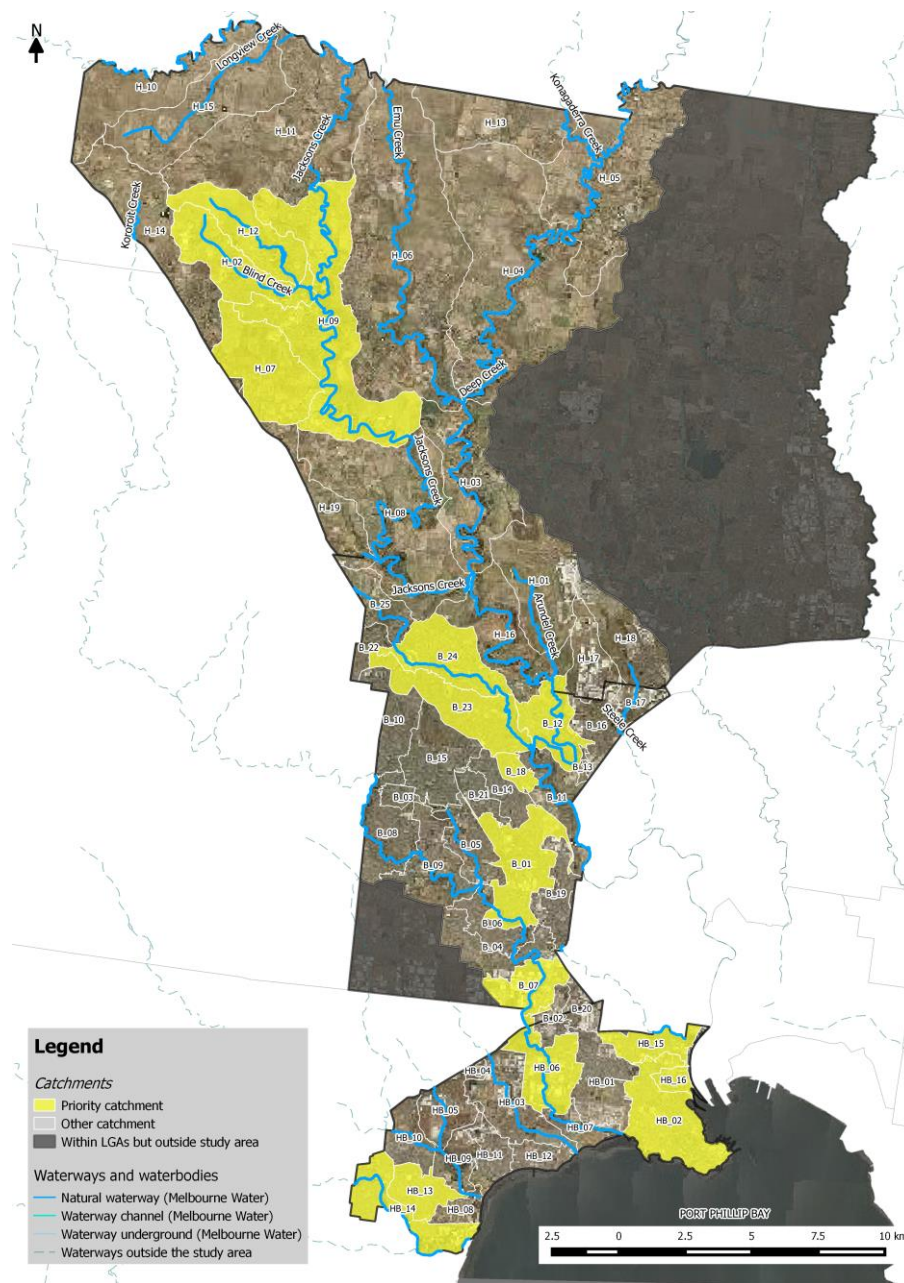 N
Longview Creek
H_10
H_15
H_11
Jacksons Creek
Emu Creek
H_13
Konagaderra Creek
H_05
Kororoit Creek
H_14
H_12
H_02
Blind Creek
H_06
H_04
H_09
H_07
Deep Creek
Jacksons Creek
H_03
H_19
H_08
Jacksons Creek
H_01
Arundel Creek
B_25
H_16
H_18
H_17
B_22
B_24
B_23
B_17
Steele Creek
B_12
B_16
B_10
B_13
B_15
B_18
B_14
B_21
B_03
B_11
B_08
B_05
B_09
B_01
B_19
B_06
B_04
B_07
B_20
B_02
HB_15
HB_04
HB_06
HB_01
HB_16
HB_03
HB_05
HB_02
HB_07
HB_10
HB_09
HB_11
HB_12
HB_13
HB_14
HB_08
PORT PHILLIP BAY
2.5 0 2.5 5 7.5 10 km
Legend
Catchments
Priority catchment
Other catchment
Within LGAs but outside study area
Waterways and waterbodies
Natural waterway (Melbourne Water)
Waterway channel (Melbourne Water)
Waterway underground (Melbourne Water)
Waterways outside the study area